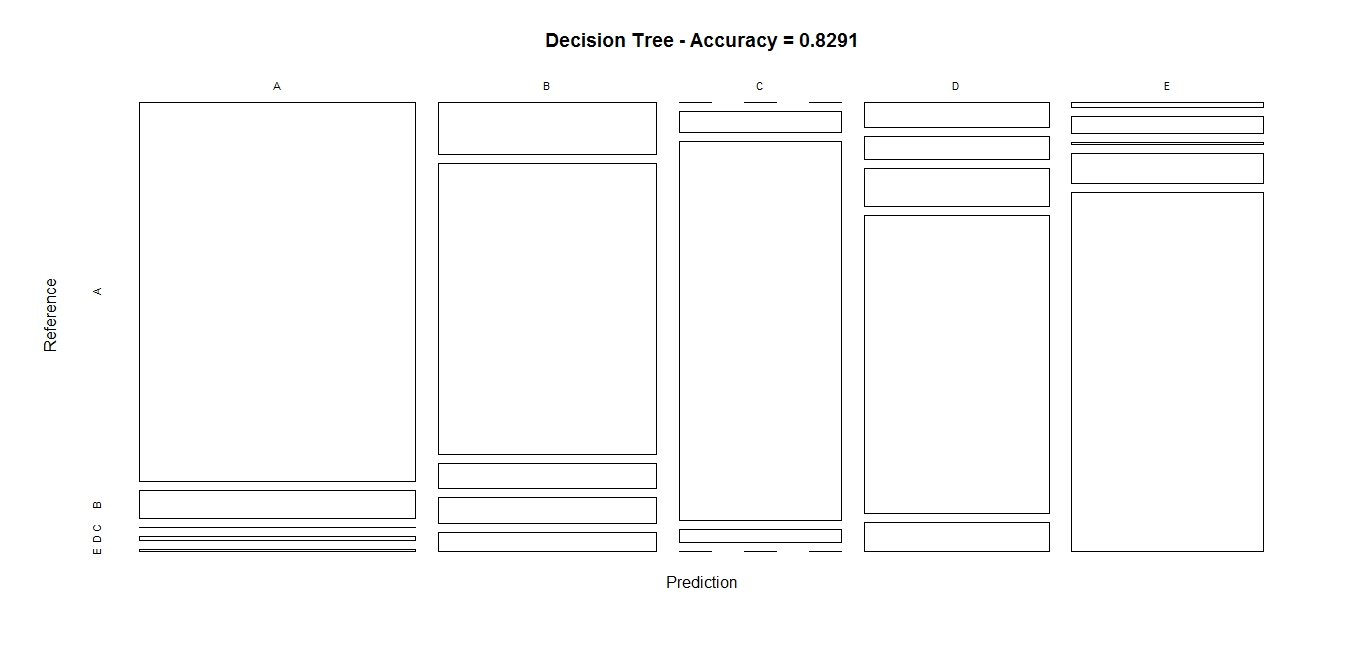 Decision Tree - Accuracy = 0.8291
A B C D E
Reference
A
B
C
D
E
Prediction